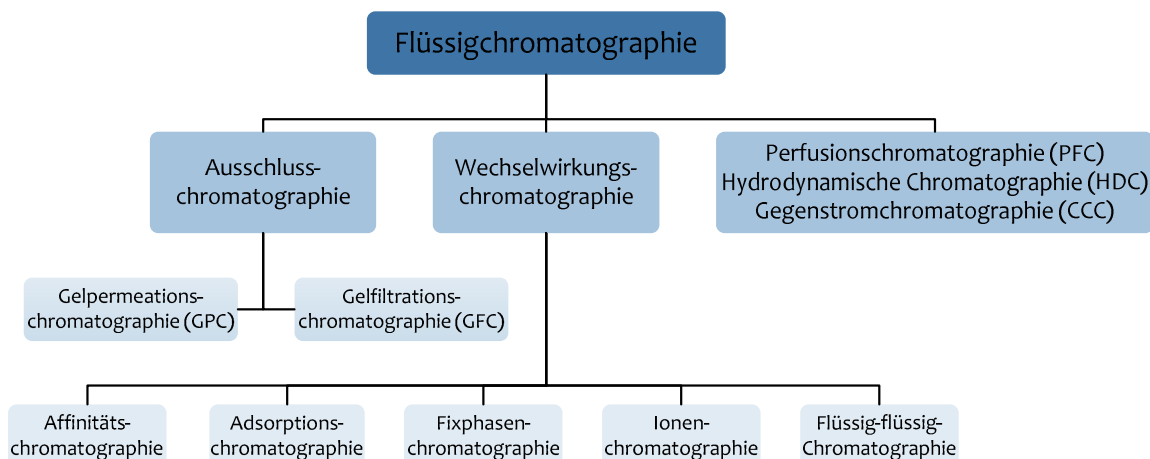 Flüssigchromatographie
Ausschluss-
chromatographie
Wechselwirkungs-
chromatographie
Perfusionschromatographie (PFC)
Hydrodynamische Chromatographie (HDC)
Gegenstromchromatographie (CCC)
Gelpermeations-
chromatographie (GPC)
Gelfiltrations-
chromatographie (GFC)
Affinitäts-
chromatographie
Adsorptions-
chromatographie
Fixphasen-
chromatographie
Ionen-
chromatographie
Flüssig-flüssig-
Chromatographie